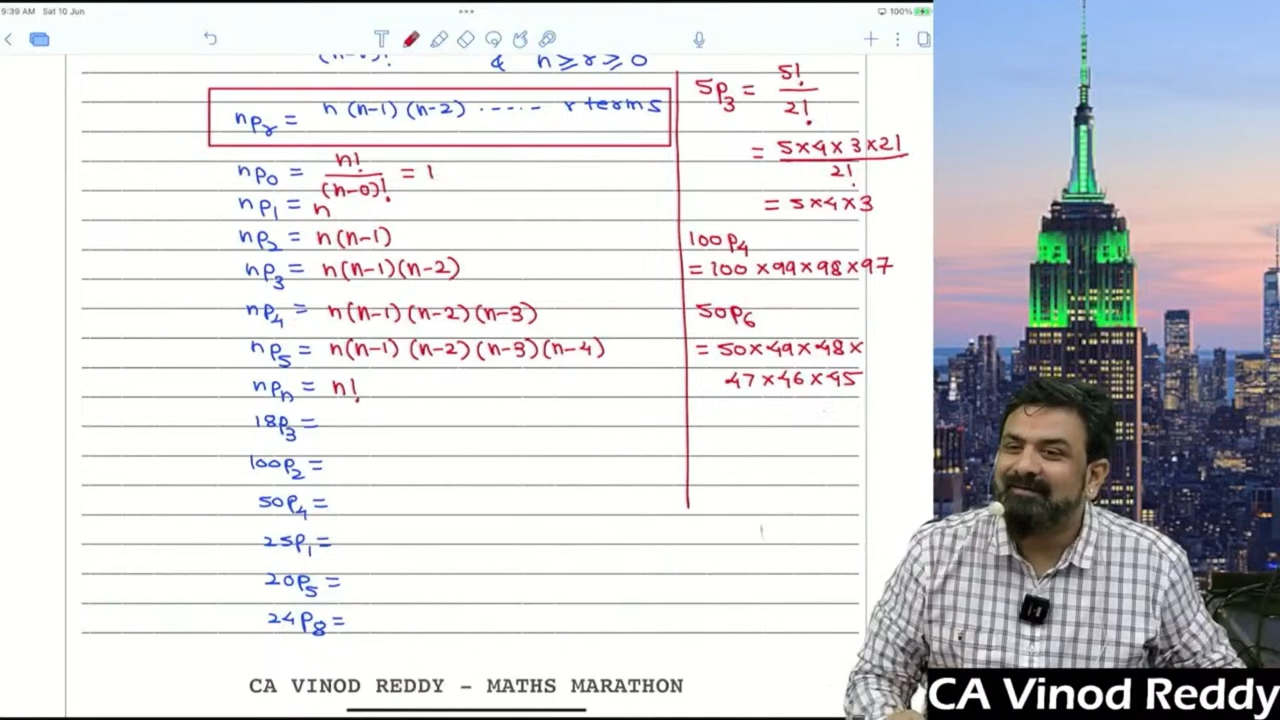 9:39 AM Sat 10 Jun
100%
(n-0)!
& n ≥ r ≥ 0
nPr = n(n-1)(n-2) ...... r terms
nP0 = n!/(n-0)! = 1
nP1 = n
nP2 = n(n-1)
nP3 = n(n-1)(n-2)
nP4 = n(n-1)(n-2)(n-3)
nP5 = n(n-1)(n-2)(n-3)(n-4)
nPn = n!
18P3 =
100P2 =
50P4 =
25P1 =
20P5 =
24P8 =
5P3 = 5!/2!
= 5×4×3×2!/2!
= 5×4×3
100P4
= 100×99×98×97
50P6
= 50×49×48×
47×46×45
CA VINOD REDDY - MATHS MARATHON
CA Vinod Reddy